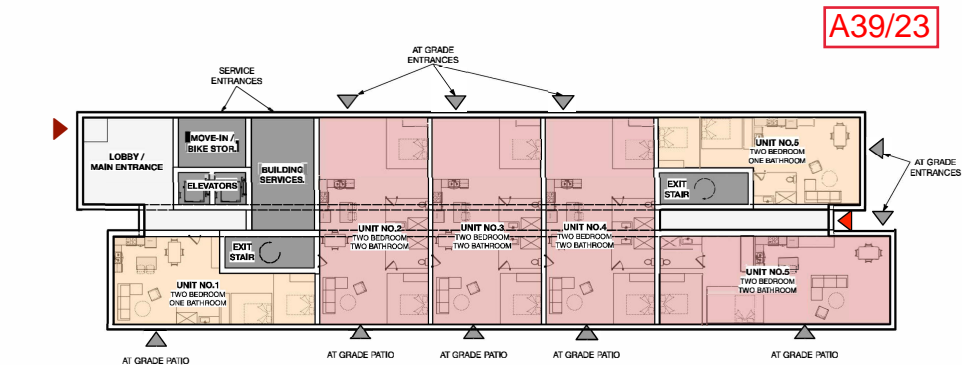 A39/23
AT GRADE
ENTRANCES
SERVICE
ENTRANCES
LOBBY /
MAIN ENTRANCE
MOVE-IN /
BIKE STOR.
ELEVATORS
BUILDING
SERVICES.
UNIT NO.5
TWO BEDROOM
ONE BATHROOM
EXIT
STAIR
AT GRADE
ENTRANCES
UNIT NO.2
TWO BEDROOM
TWO BATHROOM
UNIT NO.3
TWO BEDROOM
TWO BATHROOM
UNIT NO.4
TWO BEDROOM
TWO BATHROOM
EXIT
STAIR
UNIT NO.1
TWO BEDROOM
ONE BATHROOM
UNIT NO.5
TWO BEDROOM
TWO BATHROOM
AT GRADE PATIO
AT GRADE PATIO
AT GRADE PATIO
AT GRADE PATIO
AT GRADE PATIO